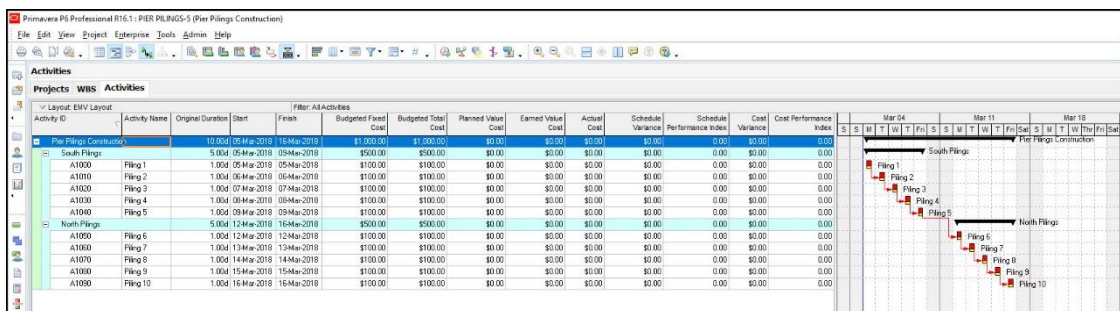 Primavera P6 Professional R16.1 : PIER PILINGS-5 (Pier Pilings Construction)
File Edit View Project Enterprise Tools Admin Help
Activities
Projects WBS Activities
Layout: EMV Layout Filter: All Activities
Activity ID Activity Name Original Duration Start Finish Budgeted Fixed Cost Budgeted Total Cost Planned Value Cost Earned Value Cost Actual Cost Schedule Variance Schedule Performance Index Cost Variance Cost Performance Index Mar 04 Mar 11 Mar 18
S S M T W T Fri S S M T W T Fri Sat S M T W Thr Fri Sat
Pier Pilings Construction 10.00d 05-Mar-2018 16-Mar-2018 $1,000.00 $1,000.00 $0.00 $0.00 $0.00 $0.00 0.00 $0.00 0.00 Pier Pilings Construction
South Pilings 5.00d 05-Mar-2018 09-Mar-2018 $500.00 $500.00 $0.00 $0.00 $0.00 $0.00 0.00 $0.00 0.00 South Pilings
A1000 Piling 1 1.00d 05-Mar-2018 05-Mar-2018 $100.00 $100.00 $0.00 $0.00 $0.00 $0.00 0.00 $0.00 0.00 Piling 1
A1010 Piling 2 1.00d 06-Mar-2018 06-Mar-2018 $100.00 $100.00 $0.00 $0.00 $0.00 $0.00 0.00 $0.00 0.00 Piling 2
A1020 Piling 3 1.00d 07-Mar-2018 07-Mar-2018 $100.00 $100.00 $0.00 $0.00 $0.00 $0.00 0.00 $0.00 0.00 Piling 3
A1030 Piling 4 1.00d 08-Mar-2018 08-Mar-2018 $100.00 $100.00 $0.00 $0.00 $0.00 $0.00 0.00 $0.00 0.00 Piling 4
A1040 Piling 5 1.00d 09-Mar-2018 09-Mar-2018 $100.00 $100.00 $0.00 $0.00 $0.00 $0.00 0.00 $0.00 0.00 Piling 5
North Pilings 5.00d 12-Mar-2018 16-Mar-2018 $500.00 $500.00 $0.00 $0.00 $0.00 $0.00 0.00 $0.00 0.00 North Pilings
A1050 Piling 6 1.00d 12-Mar-2018 12-Mar-2018 $100.00 $100.00 $0.00 $0.00 $0.00 $0.00 0.00 $0.00 0.00 Piling 6
A1060 Piling 7 1.00d 13-Mar-2018 13-Mar-2018 $100.00 $100.00 $0.00 $0.00 $0.00 $0.00 0.00 $0.00 0.00 Piling 7
A1070 Piling 8 1.00d 14-Mar-2018 14-Mar-2018 $100.00 $100.00 $0.00 $0.00 $0.00 $0.00 0.00 $0.00 0.00 Piling 8
A1080 Piling 9 1.00d 15-Mar-2018 15-Mar-2018 $100.00 $100.00 $0.00 $0.00 $0.00 $0.00 0.00 $0.00 0.00 Piling 9
A1090 Piling 10 1.00d 16-Mar-2018 16-Mar-2018 $100.00 $100.00 $0.00 $0.00 $0.00 $0.00 0.00 $0.00 0.00 Piling 10